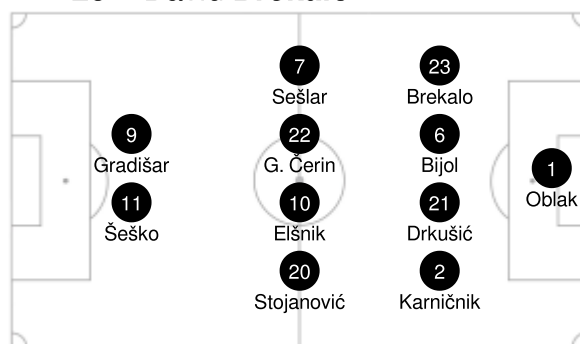 7
Sešlar
23
Brekalo
9
Gradišar
22
G. Čerin
6
Bijol
1
Oblak
11
Šeško
10
Elšnik
21
Drkušić
20
Stojanović
2
Karničnik